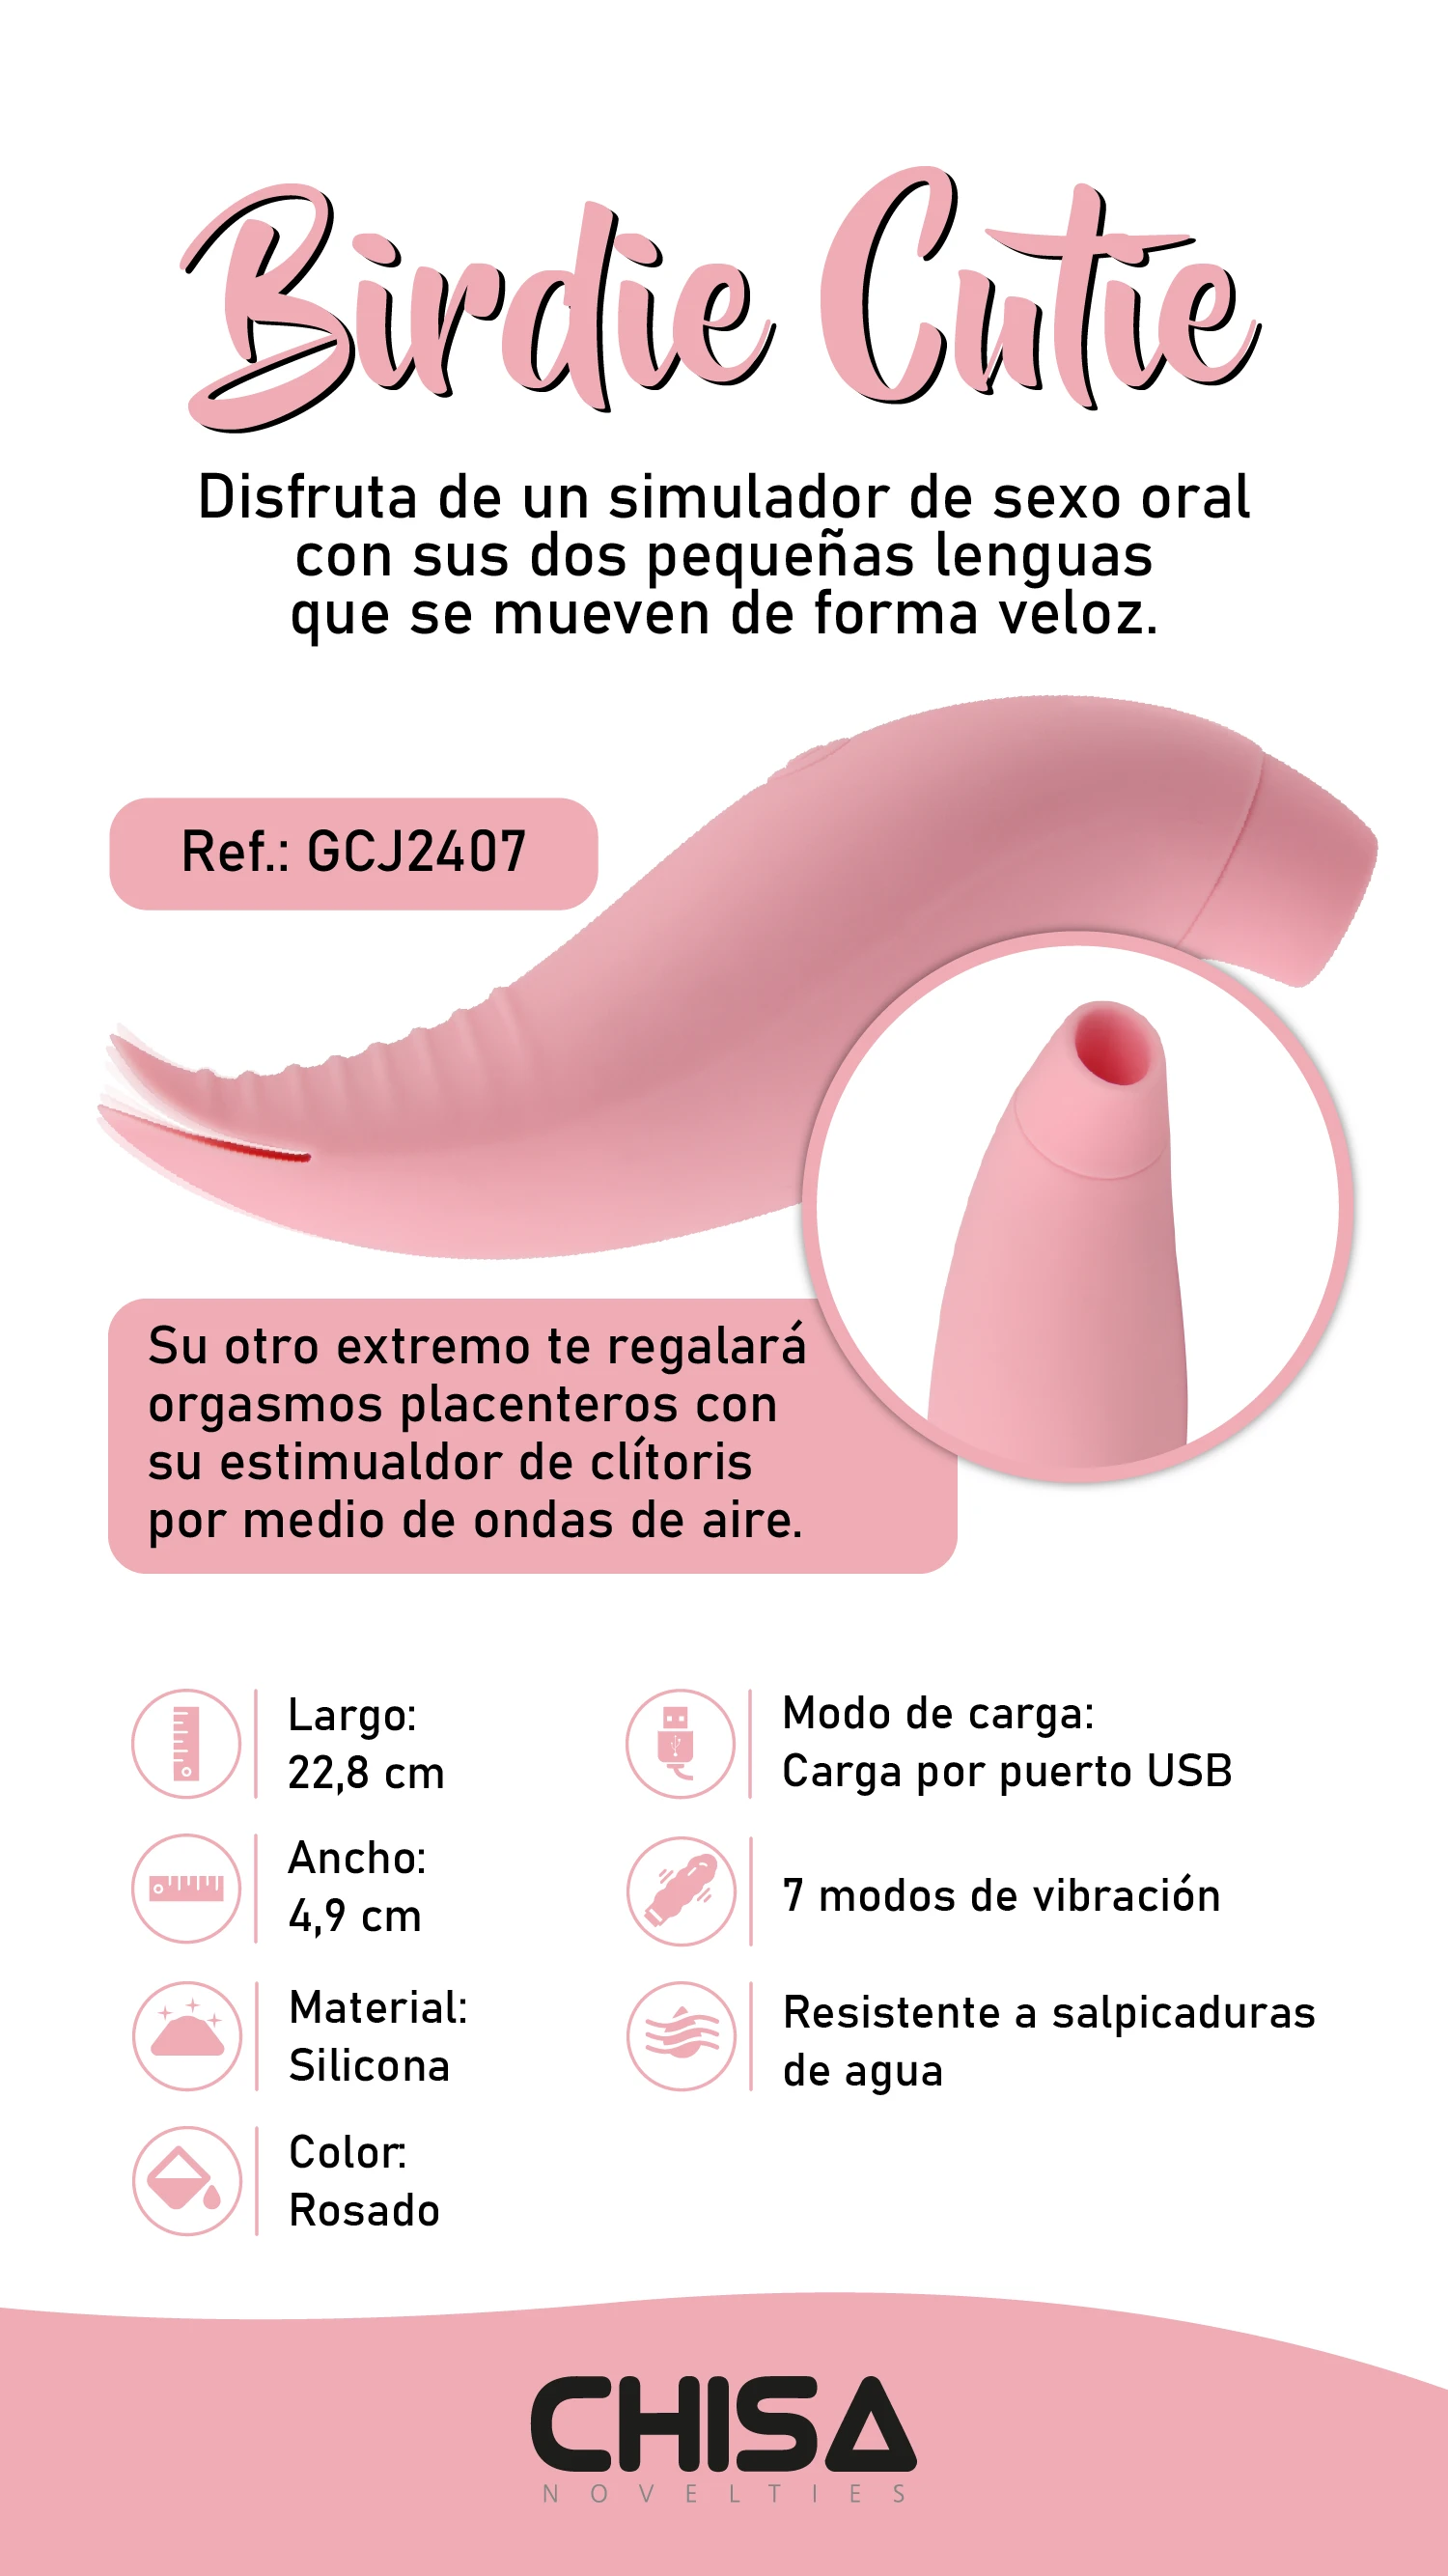 Birdie Cutie
Disfruta de un simulador de sexo oral
con sus dos pequeñas lenguas
que se mueven de forma veloz.
Ref.: GCJ2407
Su otro extremo te regalará
orgasmos placenteros con
su estimualdor de clítoris
por medio de ondas de aire.
Largo:
22,8 cm
Ancho:
4,9 cm
Material:
Silicona
Color:
Rosado
Modo de carga:
Carga por puerto USB
7 modos de vibración
Resistente a salpicaduras
de agua
CHISA
NOVELTIES